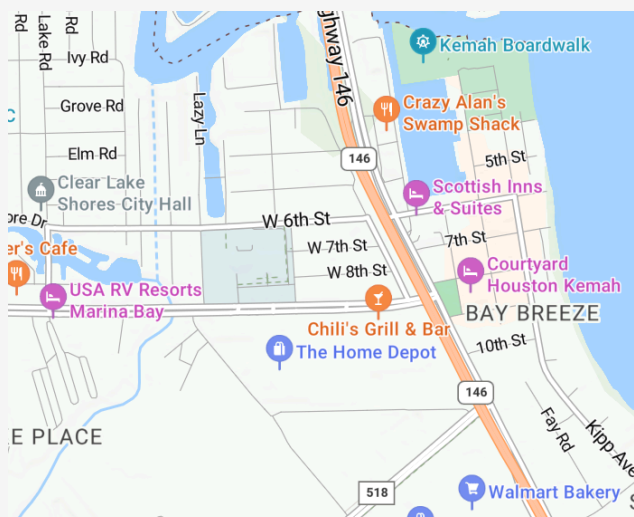 Rd
Lake Rd
Rd
Ivy Rd
Grove Rd
Elm Rd
Lazy Ln
ghway 146
Kemah Boardwalk
Crazy Alan's
Swamp Shack
146
5th St
Clear Lake
Shores City Hall
Scottish Inns
& Suites
ore Dr
W 6th St
7th St
W 7th St
er's Cafe
W 8th St
Courtyard
Houston Kemah
USA RV Resorts
Marina Bay
Chili's Grill & Bar
BAY BREEZE
The Home Depot
10th St
146
E PLACE
Fay Rd
Kipp Ave
518
Walmart Bakery